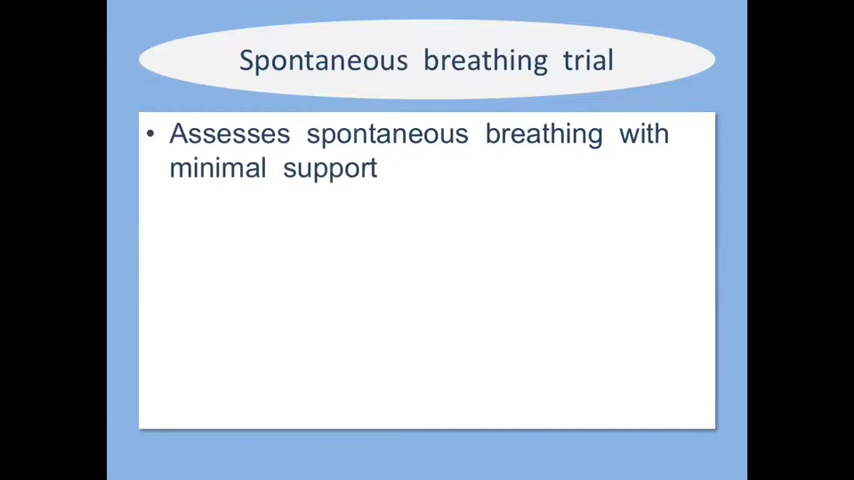 Spontaneous breathing trial
• Assesses spontaneous breathing with
minimal support